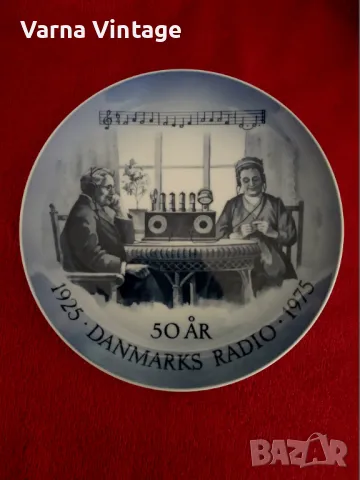 Varna Vintage
50 ÅR
1925 · DANMARKS RADIO · 1975
BAZAR